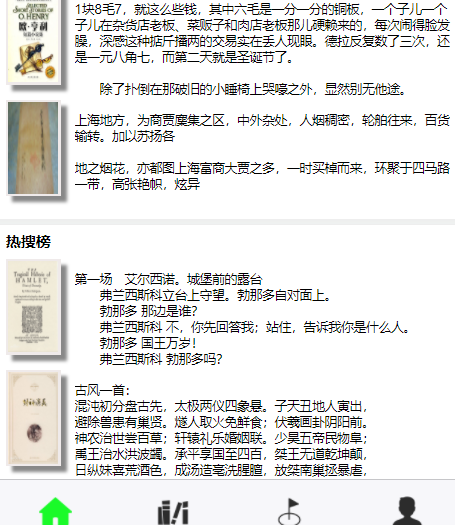 SELECTED
SHORT STORIES OF
O.HENRY
欧·亨利
1块8毛7，就这么些钱，其中六毛是一分一分的铜板，一个子儿一个
子儿在杂货店老板、菜贩子和肉店老板那儿硬赖来的，每次闹得脸发
臊，深感这种掂斤播两的交易实在丢人现眼。德拉反复数了三次，还
是一元八角七，而第二天就是圣诞节了。
除了扑倒在那破旧的小睡椅上哭嚎之外，显然别无他途。
上海地方，为商贾麇集之区，中外杂处，人烟稠密，轮舶往来，百货
输转。加以苏扬各
地之烟花，亦都图上海富商大贾之多，一时买掉而来，环聚于四马路
一带，高张艳帜，炫异
热搜榜
HAMLET,
第一场　艾尔西诺。城堡前的露台
弗兰西斯科立台上守望。勃那多自对面上。
勃那多 那边是谁?
弗兰西斯科 不，你先回答我；站住，告诉我你是什么人。
勃那多 国王万岁！
弗兰西斯科 勃那多吗?
古风一首：
混沌初分盘古先，太极两仪四象悬。子天丑地人寅出，
避除兽患有巢贤。燧人取火免鲜食；伏羲画卦阴阳前。
神农治世尝百草；轩辕礼乐婚姻联。少昊五帝民物阜；
禹王治水洪波蠲。承平享国至四百，桀王无道乾坤颠，
日纵妹喜荒酒色，成汤造亳洗腥膻，放桀南巢拯暴虐，